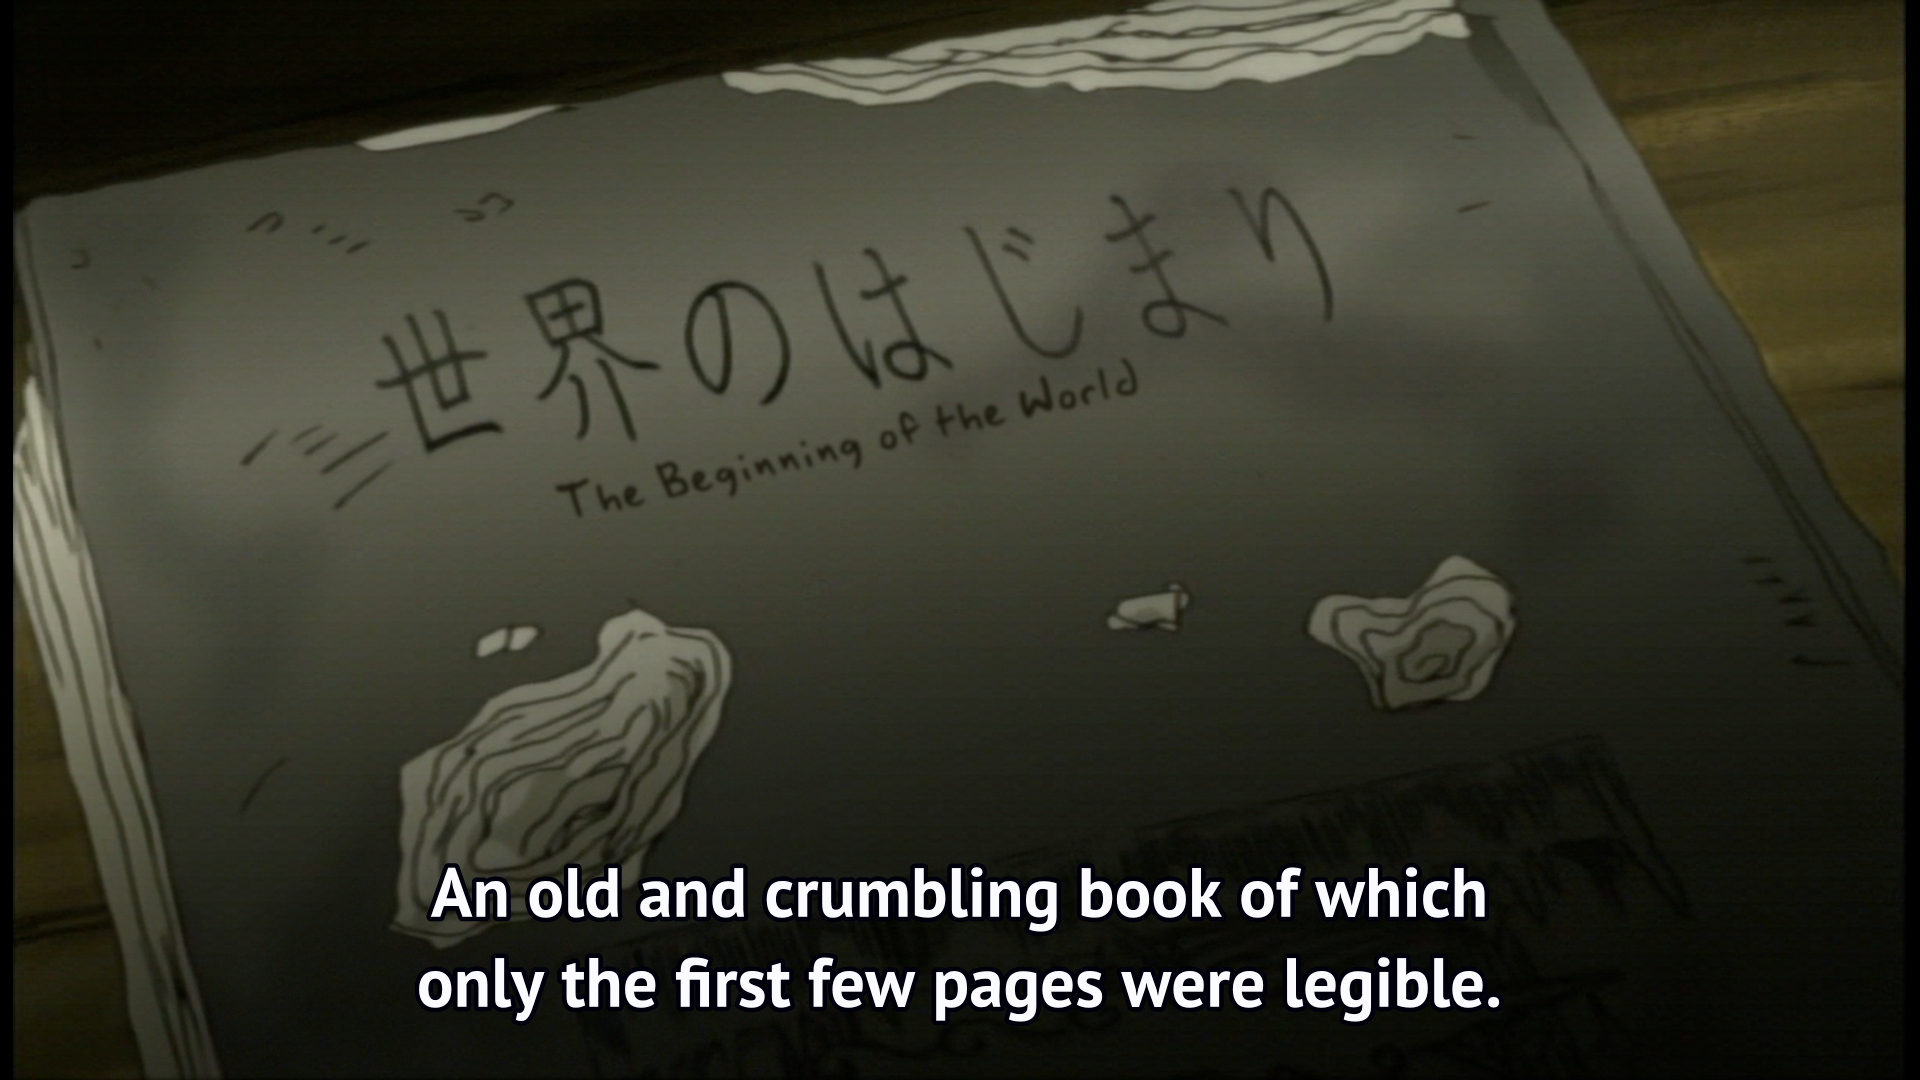 世界のはじまり
The Beginning of the World
An old and crumbling book of which
only the first few pages were legible.